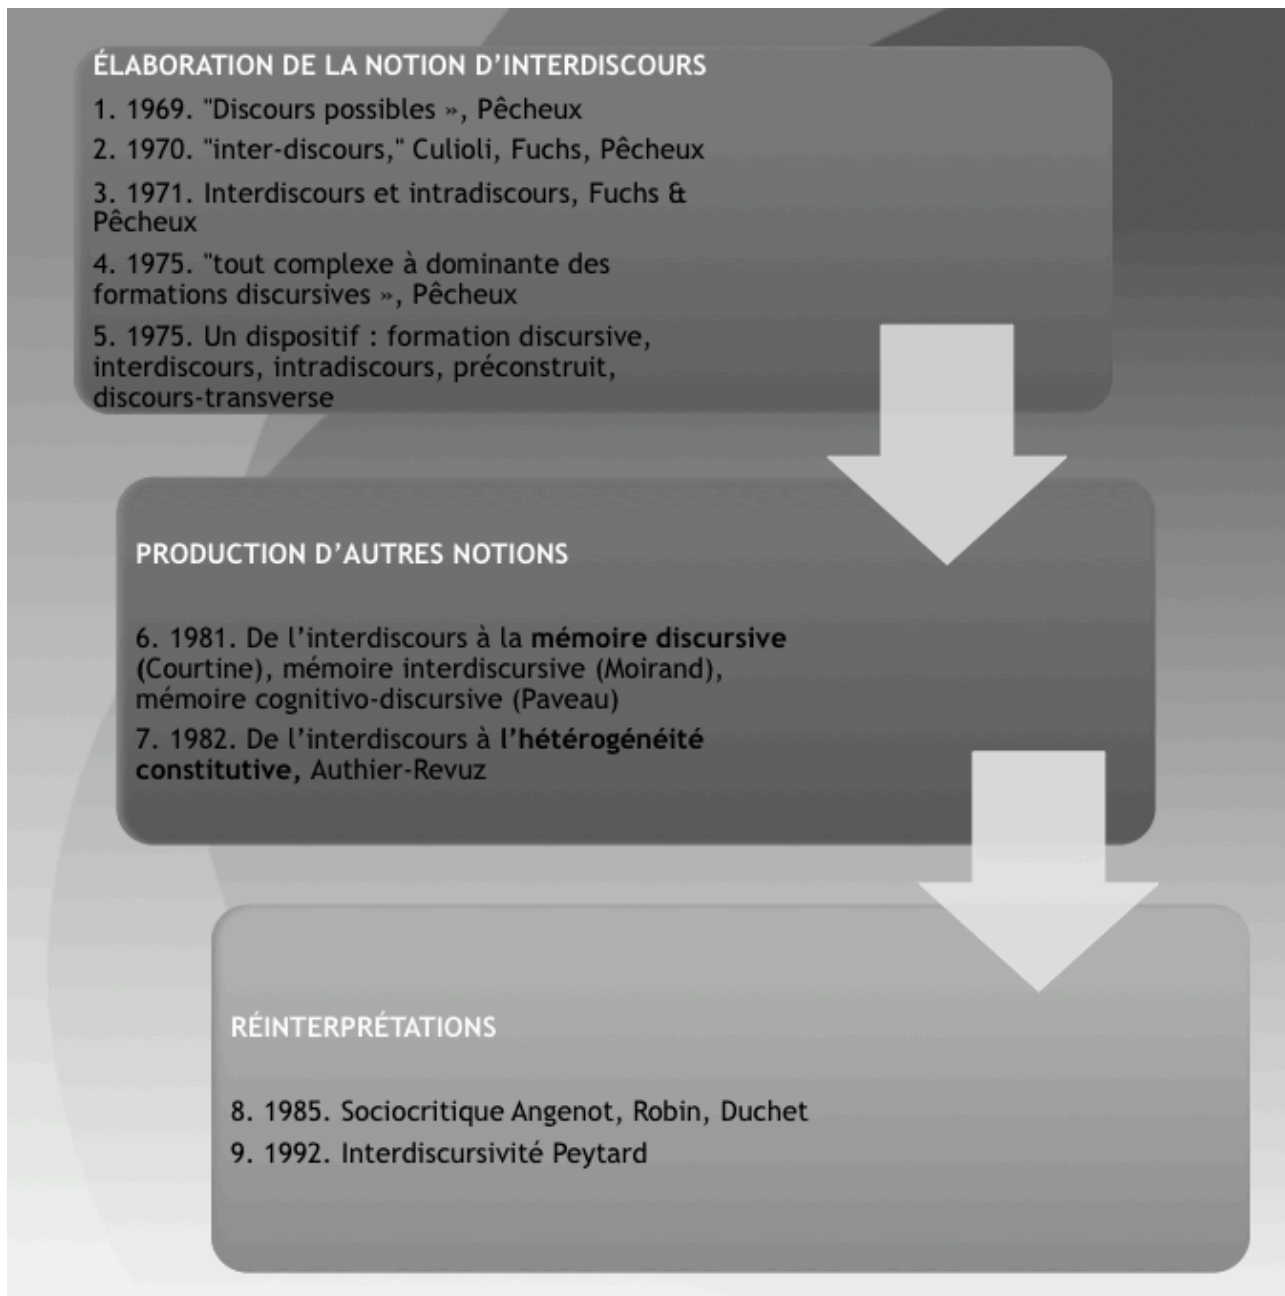 ÉLABORATION DE LA NOTION D’INTERDISCOURS
1. 1969. "Discours possibles », Pêcheux
2. 1970. "inter-discours," Culioli, Fuchs, Pêcheux
3. 1971. Interdiscours et intradiscours, Fuchs &
Pêcheux
4. 1975. "tout complexe à dominante des
formations discursives », Pêcheux
5. 1975. Un dispositif : formation discursive,
interdiscours, intradiscours, préconstruit,
discours-transverse
PRODUCTION D’AUTRES NOTIONS
6. 1981. De l’interdiscours à la mémoire discursive
(Courtine), mémoire interdiscursive (Moirand),
mémoire cognitivo-discursive (Paveau)
7. 1982. De l’interdiscours à l’hétérogénéité
constitutive, Authier-Revuz
RÉINTERPRÉTATIONS
8. 1985. Sociocritique Angenot, Robin, Duchet
9. 1992. Interdiscursivité Peytard